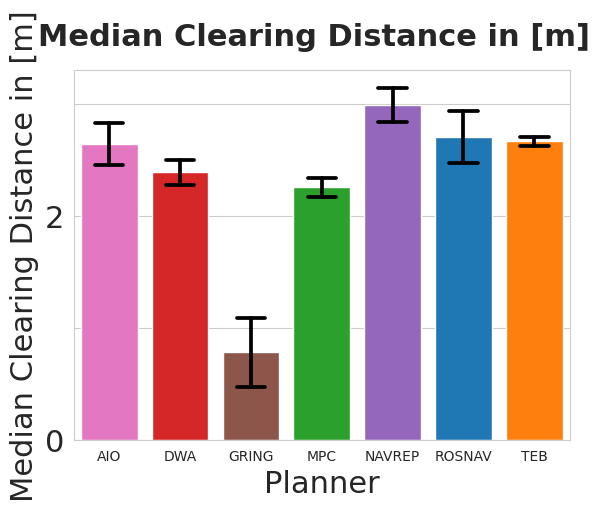 Median Clearing Distance in [m]
Median Clearing Distance in [m]
2
0
AIO DWA GRING MPC NAVREP ROSNAV TEB
Planner